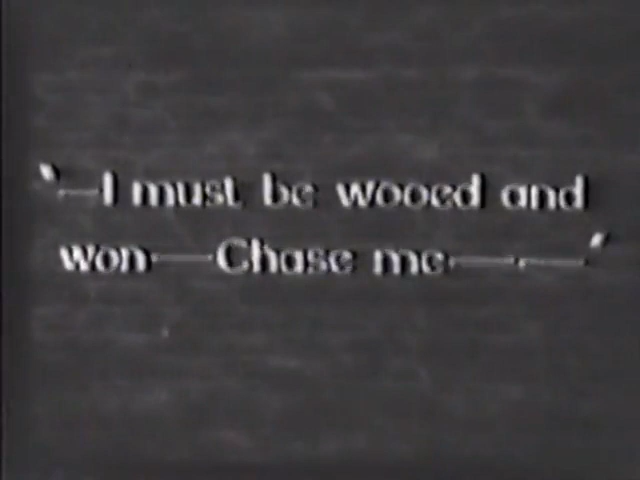 "—I must be wooed and
won——Chase me——.——"